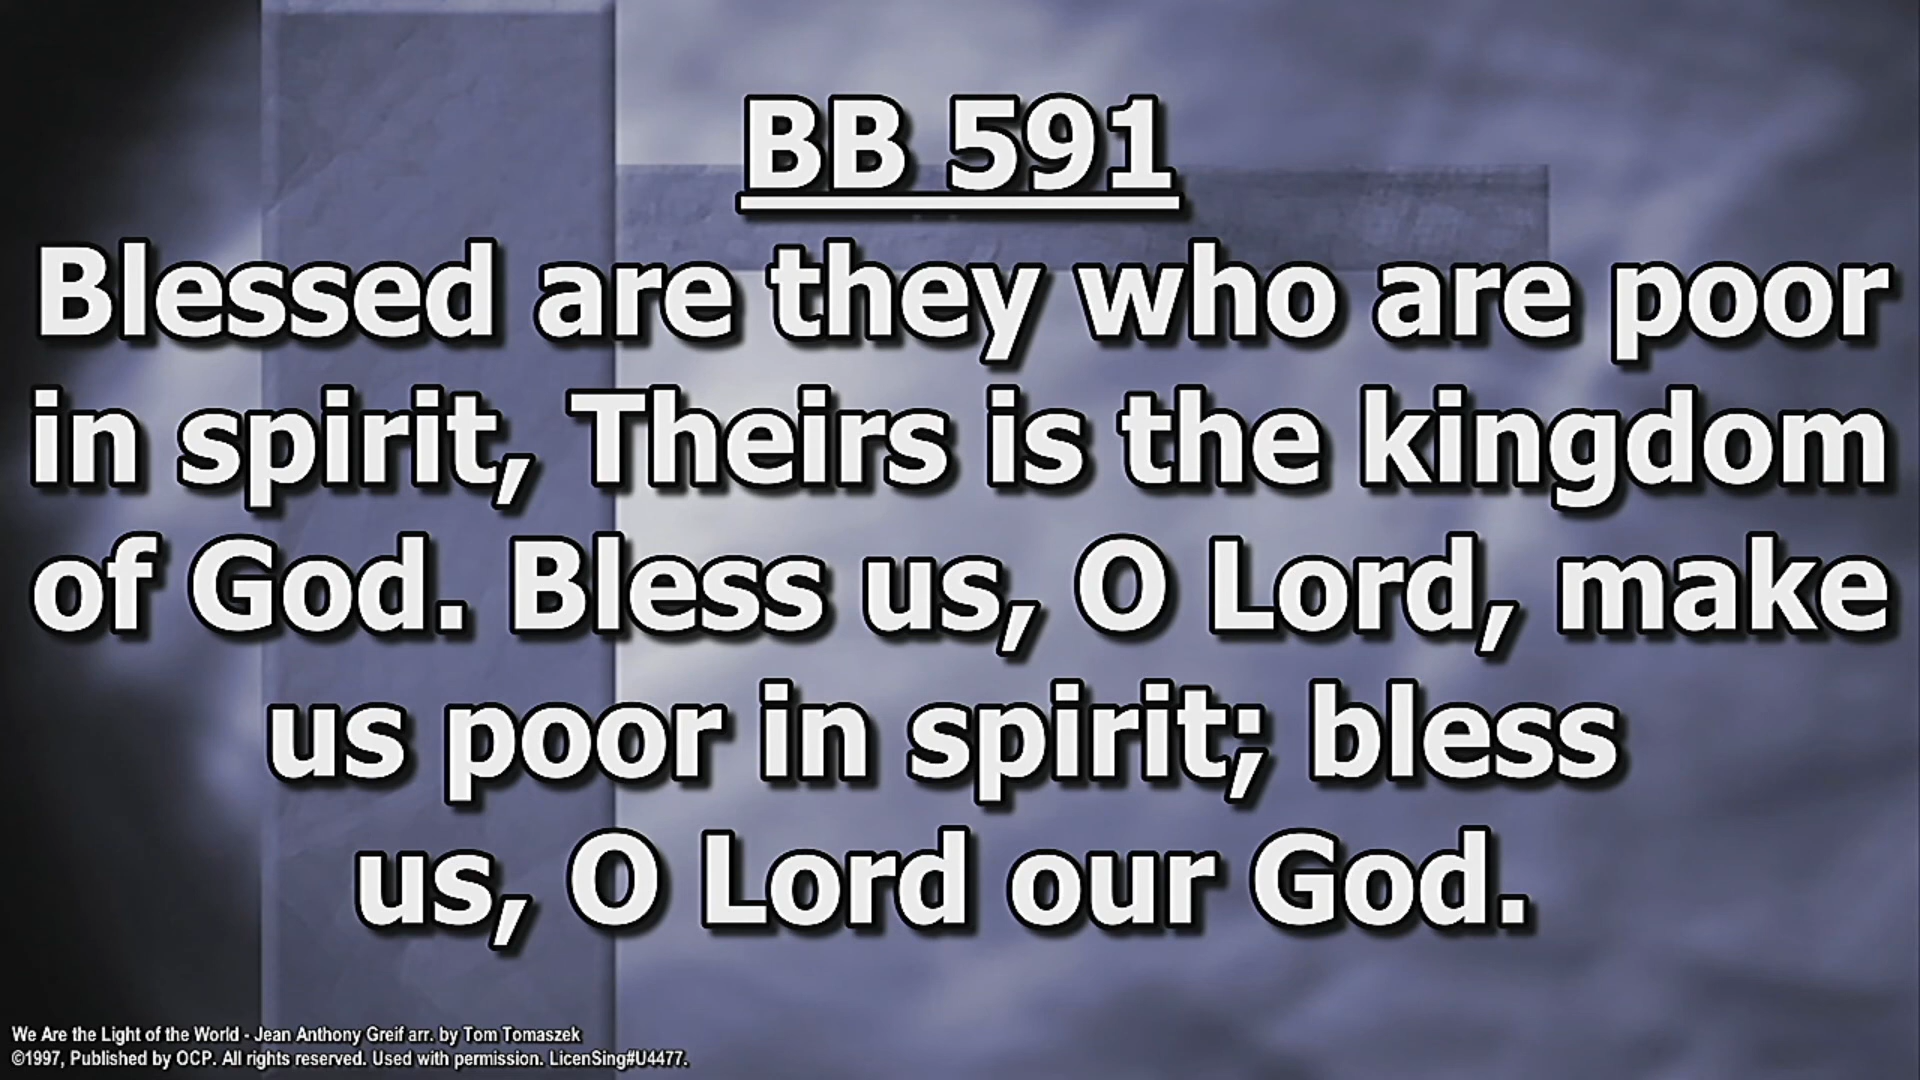 BB 591
Blessed are they who are poor
in spirit, Theirs is the kingdom
of God. Bless us, O Lord, make
us poor in spirit; bless
us, O Lord our God.
We Are the Light of the World - Jean Anthony Greif arr. by Tom Tomaszek
©1997, Published by OCP. All rights reserved. Used with permission. LicenSing#U4477.